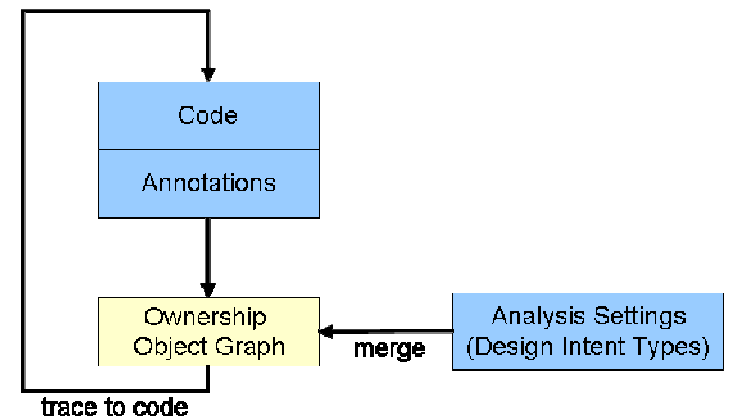 Code
Annotations
Ownership
Object Graph
merge
Analysis Settings
(Design Intent Types)
trace to code